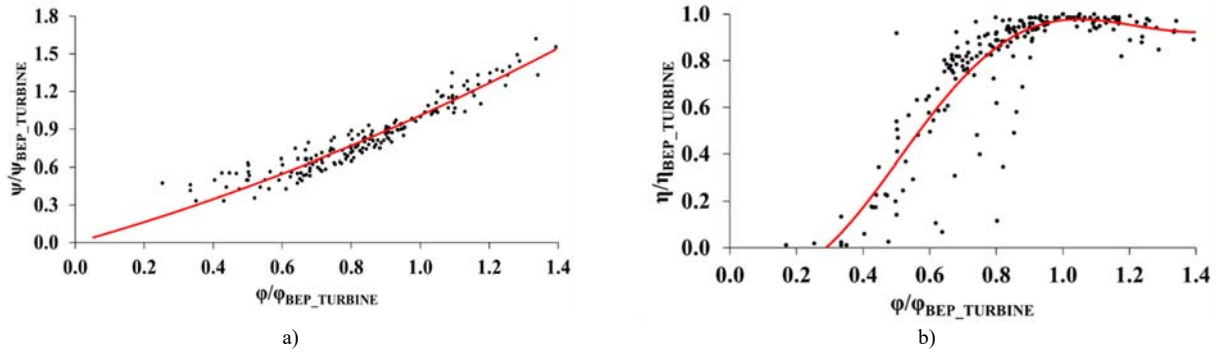 ψ/ψBEP_TURBINE
1.8
1.5
1.2
0.9
0.6
0.3
0.0
0.0 0.2 0.4 0.6 0.8 1.0 1.2 1.4
φ/φBEP_TURBINE
a)
η/ηBEP_TURBINE
1.0
0.8
0.6
0.4
0.2
0.0
0.0 0.2 0.4 0.6 0.8 1.0 1.2 1.4
φ/φBEP_TURBINE
b)